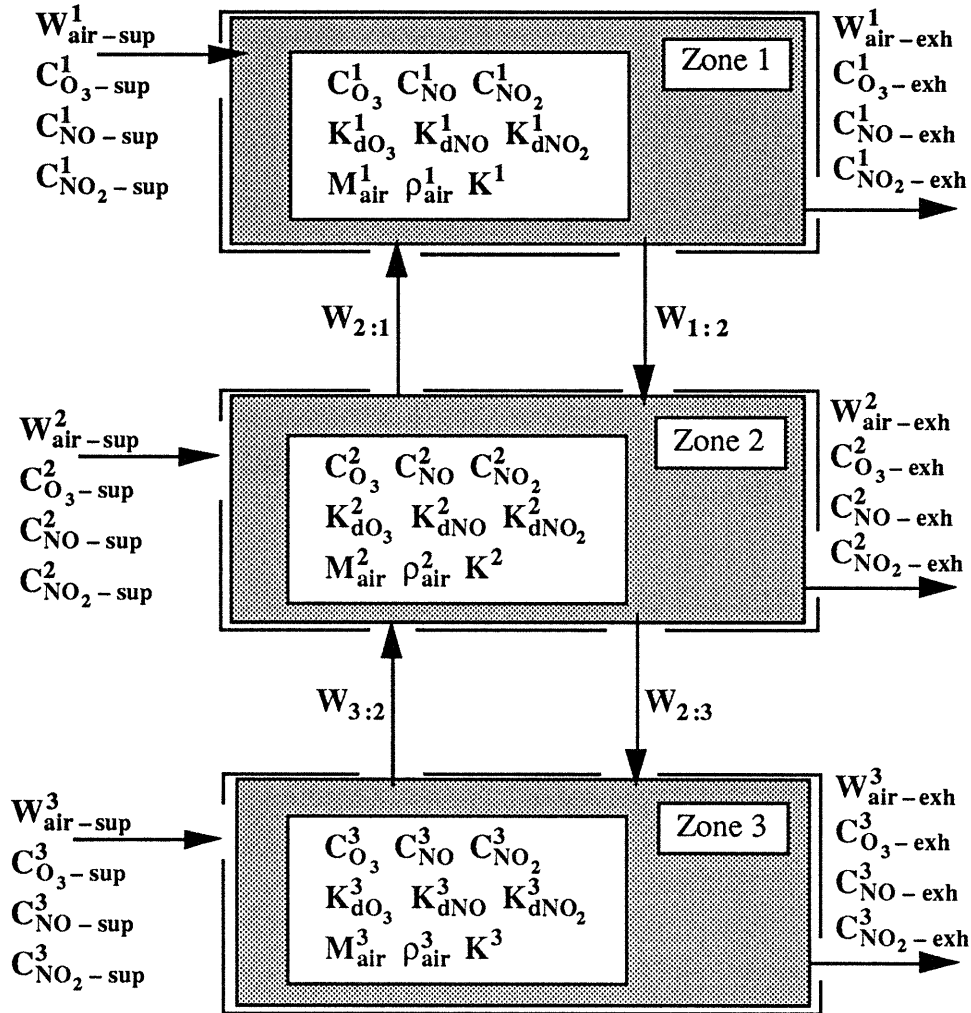 W¹air–sup
C¹O₃–sup
C¹NO–sup
C¹NO₂–sup
Zone 1
C¹O₃ C¹NO C¹NO₂
K¹dO₃ K¹dNO K¹dNO₂
M¹air ρ¹air K¹
W¹air–exh
C¹O₃–exh
C¹NO–exh
C¹NO₂–exh
W2:1
W1:2
W²air–sup
C²O₃–sup
C²NO–sup
C²NO₂–sup
Zone 2
C²O₃ C²NO C²NO₂
K²dO₃ K²dNO K²dNO₂
M²air ρ²air K²
W²air–exh
C²O₃–exh
C²NO–exh
C²NO₂–exh
W3:2
W2:3
W³air–sup
C³O₃–sup
C³NO–sup
C³NO₂–sup
Zone 3
C³O₃ C³NO C³NO₂
K³dO₃ K³dNO K³dNO₂
M³air ρ³air K³
W³air–exh
C³O₃–exh
C³NO–exh
C³NO₂–exh